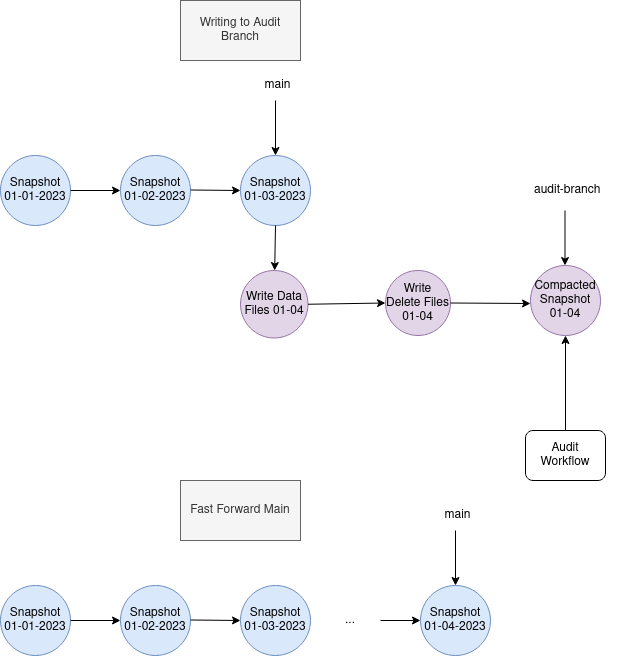 Writing to Audit
Branch
main
Snapshot
01-01-2023
Snapshot
01-02-2023
Snapshot
01-03-2023
audit-branch
Write Data
Files 01-04
Write
Delete Files
01-04
Compacted
Snapshot
01-04
Audit
Workflow
Fast Forward Main
main
Snapshot
01-01-2023
Snapshot
01-02-2023
Snapshot
01-03-2023
...
Snapshot
01-04-2023